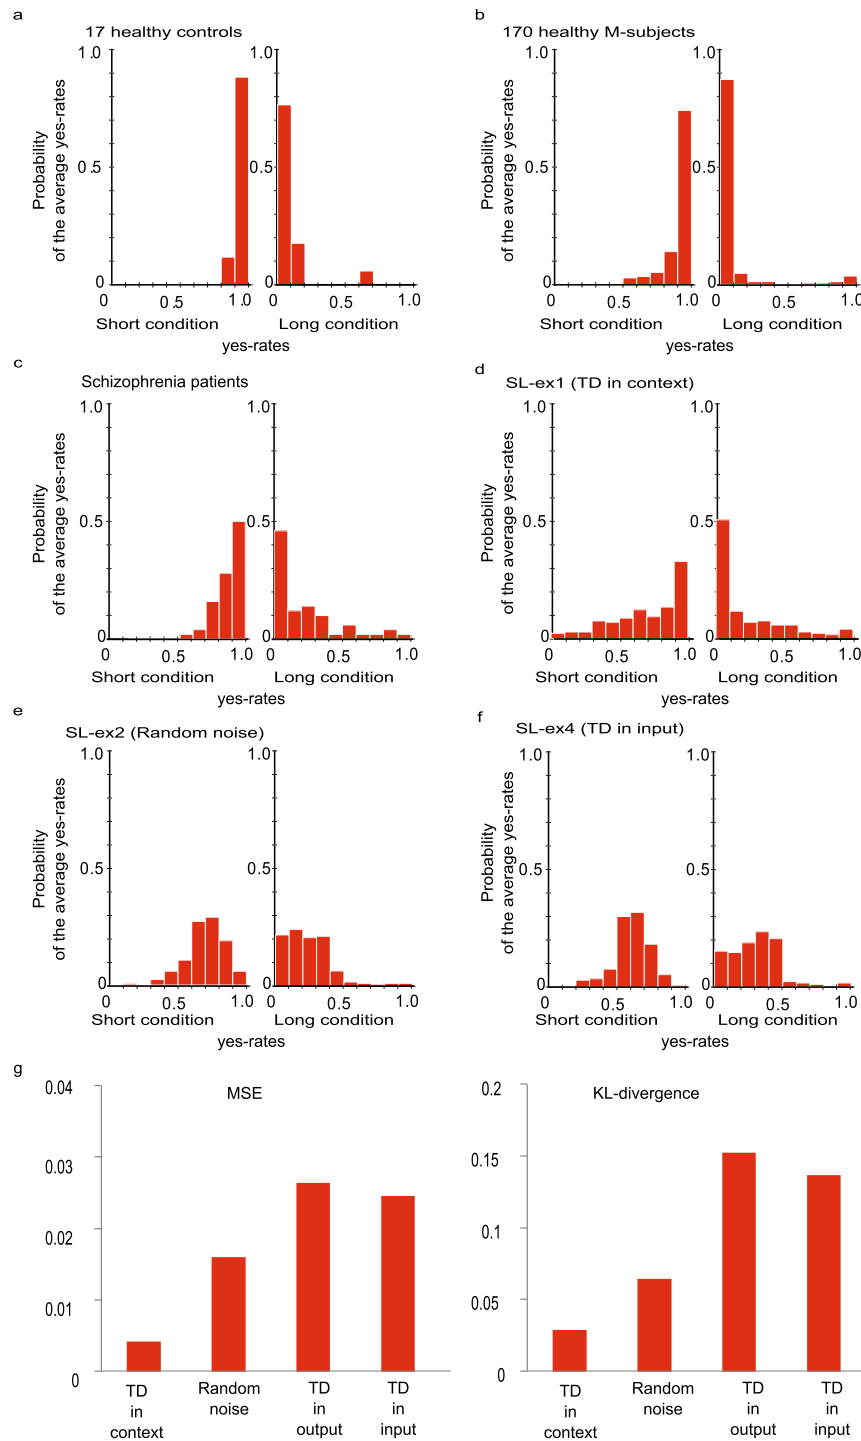 a
17 healthy controls
Probability
of the average yes-rates
1.0
0.5
0
1.0
0.5
0
0 0.5 1.0
0 0.5 1.0
Short condition
Long condition
yes-rates
b
170 healthy M-subjects
Probability
of the average yes-rates
1.0
0.5
0
1.0
0.5
0
0 0.5 1.0
0 0.5 1.0
Short condition
Long condition
yes-rates
c
Schizophrenia patients
Probability
of the average yes-rates
1.0
0.5
0
1.0
0.5
0
0 0.5 1.0
0 0.5 1.0
Short condition
Long condition
yes-rates
d
SL-ex1 (TD in context)
Probability
of the average yes-rates
1.0
0.5
0
1.0
0.5
0
0 0.5 1.0
0 0.5 1.0
Short condition
Long condition
yes-rates
e
SL-ex2 (Random noise)
Probability
of the average yes-rates
1.0
0.5
0
1.0
0.5
0
0 0.5 1.0
0 0.5 1.0
Short condition
Long condition
yes-rates
f
SL-ex4 (TD in input)
Probability
of the average yes-rates
1.0
0.5
0
1.0
0.5
0
0 0.5 1.0
0 0.5 1.0
Short condition
Long condition
yes-rates
g
MSE
0.04
0.03
0.02
0.01
0
TD
in
context
Random
noise
TD
in
output
TD
in
input
KL-divergence
0.2
0.15
0.1
0.05
0
TD
in
context
Random
noise
TD
in
output
TD
in
input